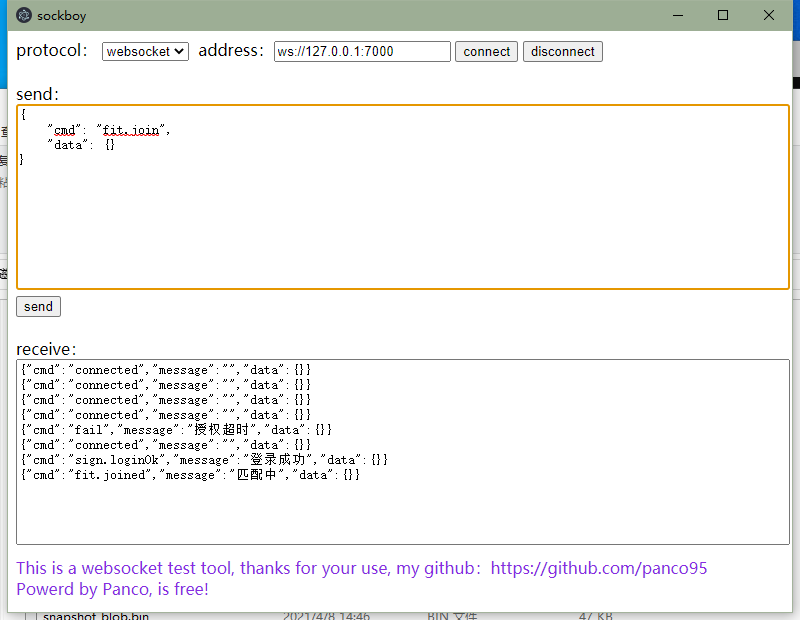 sockboy
protocol： websocket address： ws://127.0.0.1:7000 connect disconnect
send：
{
"cmd": "fit.join",
"data": {}
}
send
receive：
{"cmd":"connected","message":"","data":{}}
{"cmd":"connected","message":"","data":{}}
{"cmd":"connected","message":"","data":{}}
{"cmd":"connected","message":"","data":{}}
{"cmd":"fail","message":"授权超时","data":{}}
{"cmd":"connected","message":"","data":{}}
{"cmd":"sign.loginOk","message":"登录成功","data":{}}
{"cmd":"fit.joined","message":"匹配中","data":{}}
This is a websocket test tool, thanks for your use, my github：https://github.com/panco95
Powerd by Panco, is free!
snapshot_blob.bin 2021/4/8 14:46 BIN 文件 47 KB